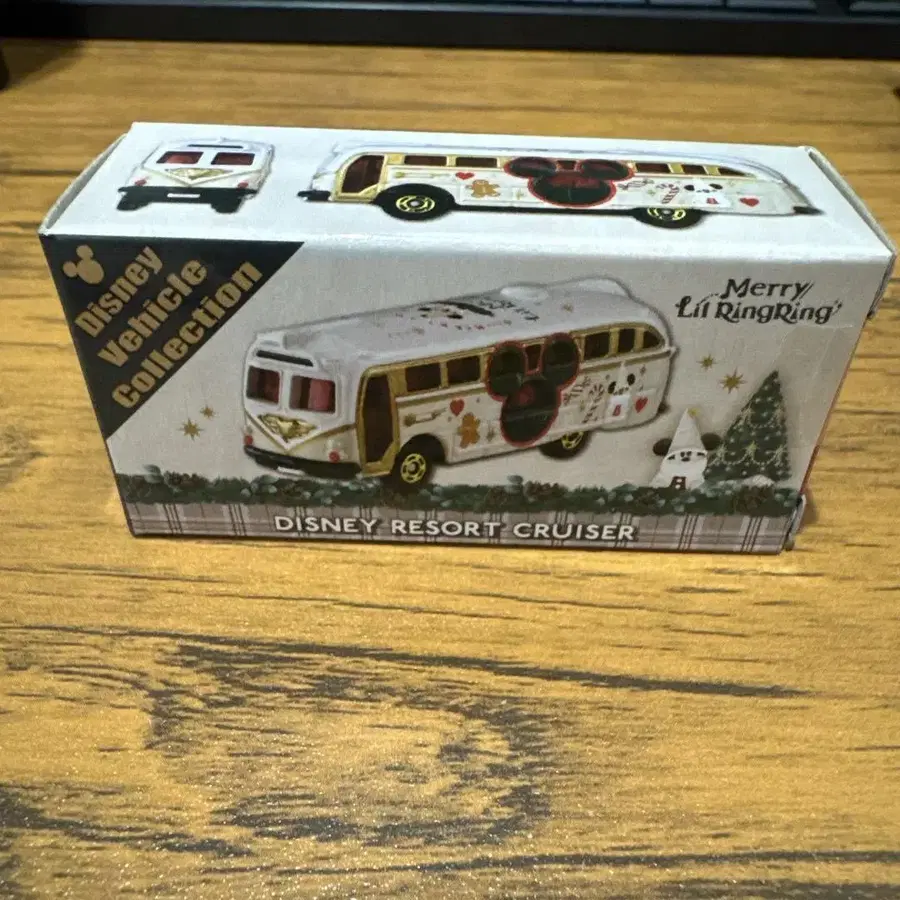 Disney
Vehicle
Collection
Merry
Lil'RingRing
DISNEY RESORT CRUISER